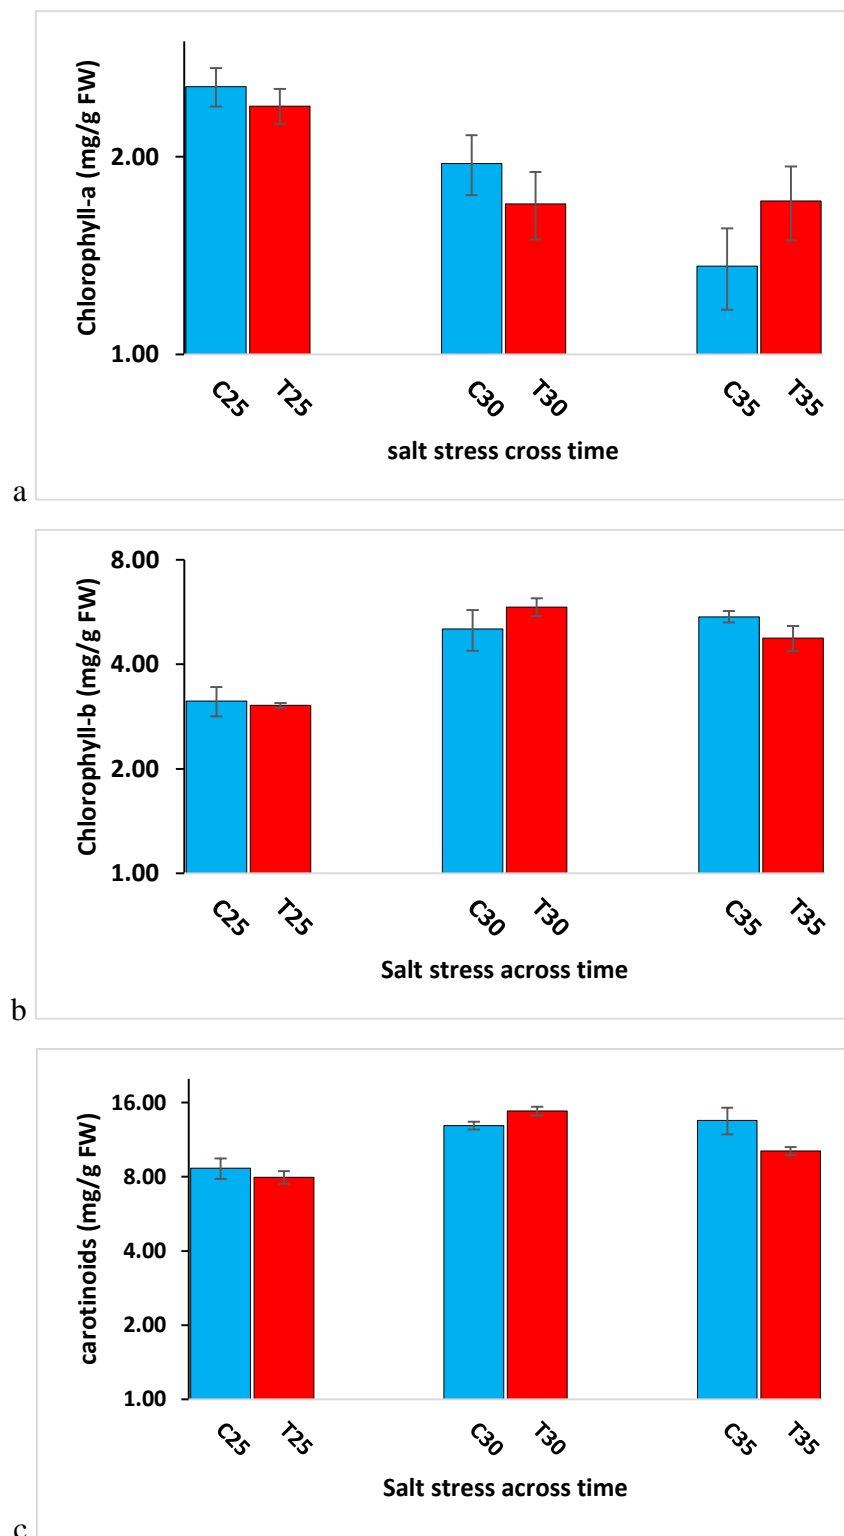 Chlorophyll-a (mg/g FW)
2.00
1.00
C25 T25 C30 T30 C35 T35
salt stress cross time
a
Chlorophyll-b (mg/g FW)
8.00
4.00
2.00
1.00
C25 T25 C30 T30 C35 T35
Salt stress across time
b
carotinoids (mg/g FW)
16.00
8.00
4.00
2.00
1.00
C25 T25 C30 T30 C35 T35
Salt stress across time
c